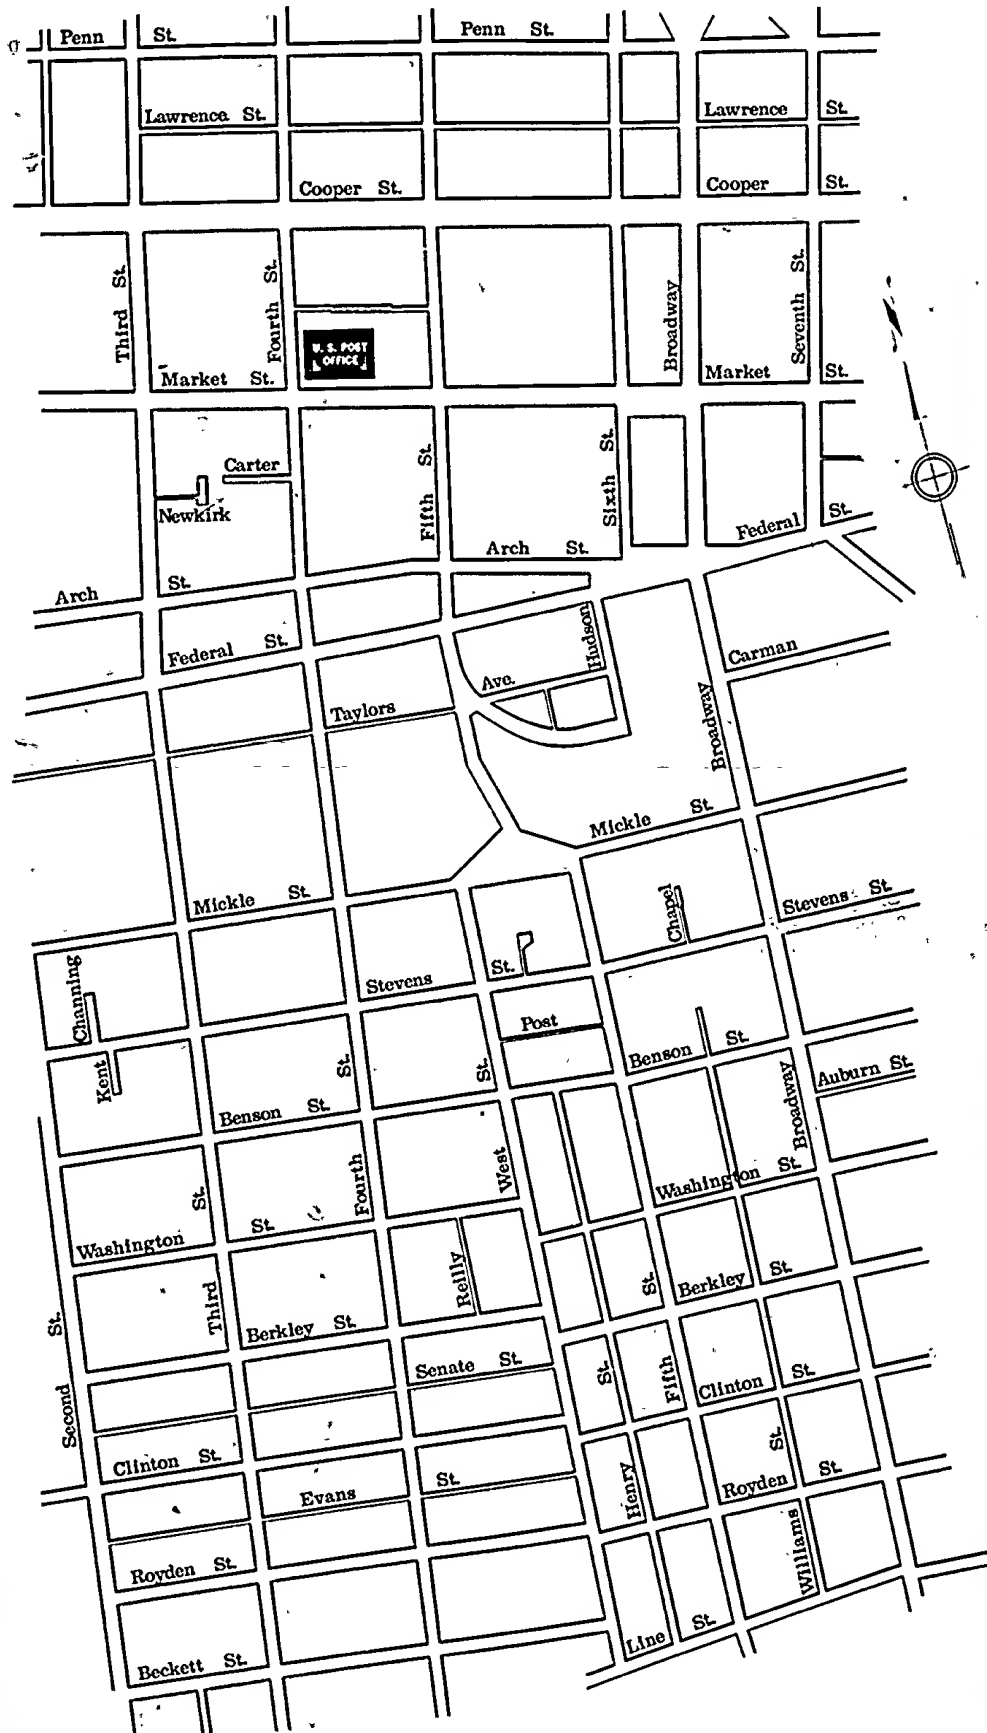 Penn St. Penn St.
Lawrence St. Lawrence St.
Cooper St. Cooper St.
Third St.
Fourth St.
Broadway
Seventh St.
U. S. POST
OFFICE
Market St. Market St.
Carter
Newkirk
Fifth St.
Sixth St.
Federal St.
Arch St.
Arch St.
Federal St.
Hudson
Carman
Taylors Ave.
Broadway
Mickle St.
Mickle St.
Chapel
Stevens St.
Channing
Stevens St.
Post
Kent
Benson St.
Auburn St.
Benson St.
Broadway
Fourth St.
West St.
Washington St.
Washington St.
Third St.
Reilly
Berkley St.
Berkley St.
Second St.
Senate St.
Fifth St.
Clinton St.
Clinton St.
Evans St.
Henry St.
Royden St.
Royden St.
Williams St.
Line St.
Beckett St.